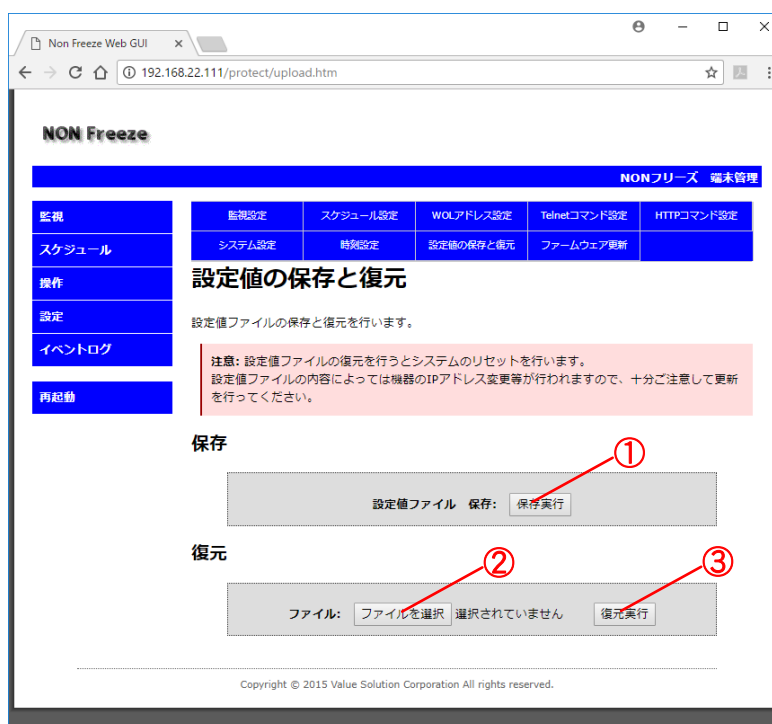 Non Freeze Web GUI
192.168.22.111/protect/upload.htm
NON Freeze
NONフリーズ 端末管理
監視
スケジュール
操作
設定
イベントログ
再起動
監視設定 スケジュール設定 WOLアドレス設定 Telnetコマンド設定 HTTPコマンド設定
システム設定 時刻設定 設定値の保存と復元 ファームウェア更新
設定値の保存と復元
設定値ファイルの保存と復元を行います。
注意: 設定値ファイルの復元を行うとシステムのリセットを行います。
設定値ファイルの内容によっては機器のIPアドレス変更等が行われますので、十分ご注意して更新
を行ってください。
保存
①
設定値ファイル 保存: 保存実行
復元
② ③
ファイル: ファイルを選択 選択されていません 復元実行
Copyright © 2015 Value Solution Corporation All rights reserved.